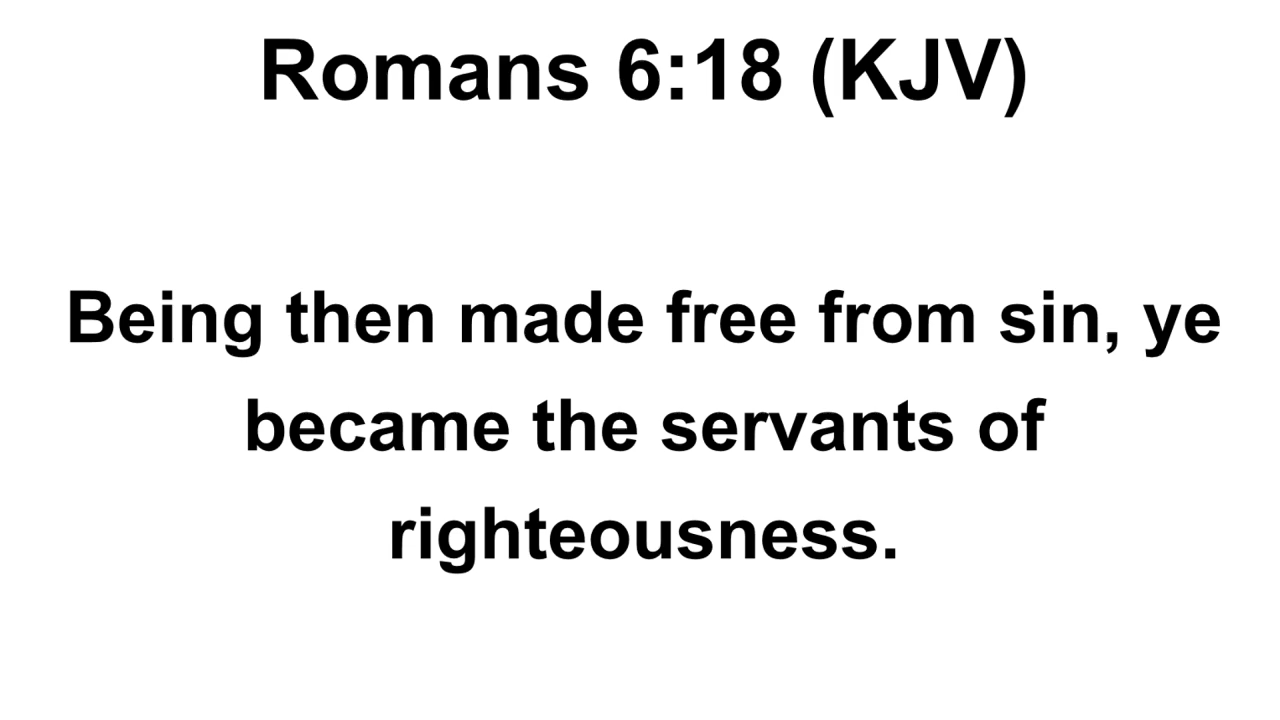 Romans 6:18 (KJV)
Being then made free from sin, ye
became the servants of
righteousness.